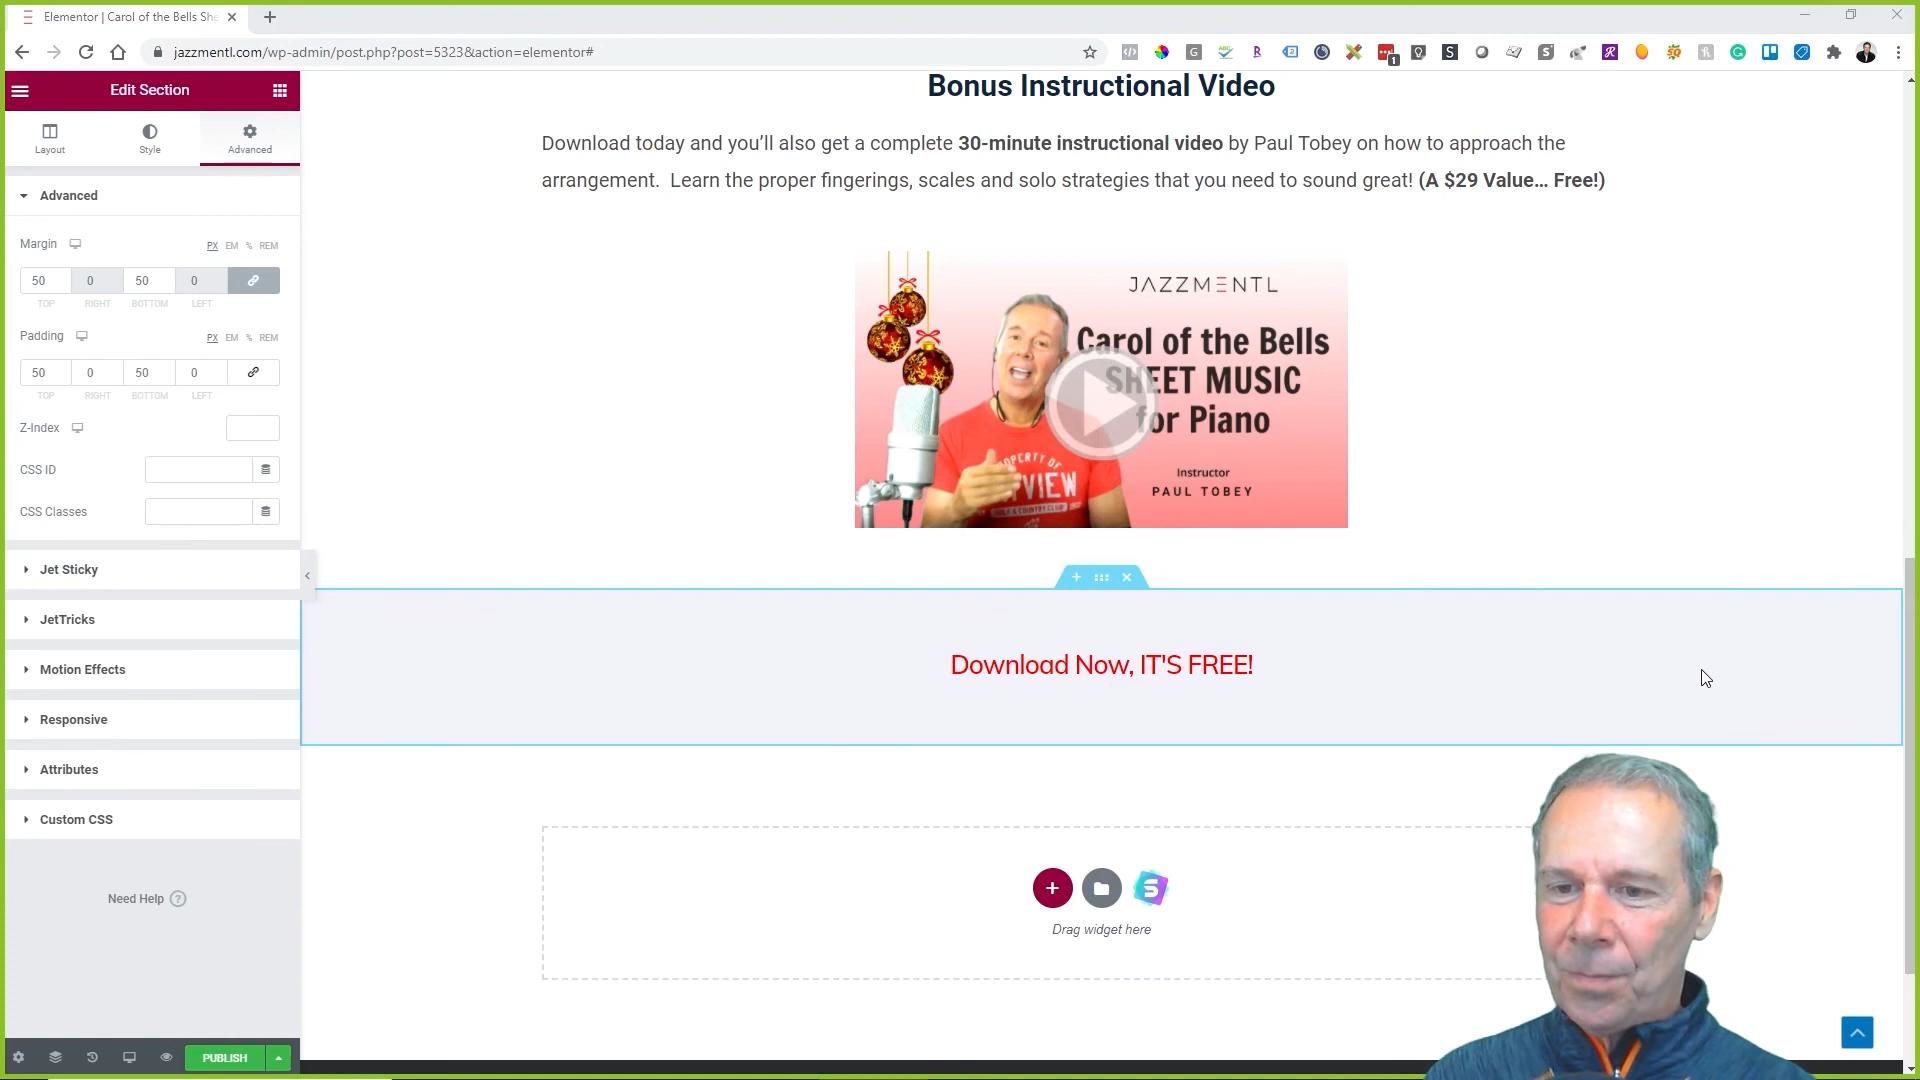 Elementor | Carol of the Bells She
jazzmentl.com/wp-admin/post.php?post=5323&action=elementor#
Edit Section
Layout
Style
Advanced
Advanced
Margin
PX EM % REM
50 0 50 0
TOP RIGHT BOTTOM LEFT
Padding
PX EM % REM
50 0 50 0
TOP RIGHT BOTTOM LEFT
Z-Index
CSS ID
CSS Classes
Jet Sticky
JetTricks
Motion Effects
Responsive
Attributes
Custom CSS
Need Help ?
PUBLISH
Bonus Instructional Video
Download today and you’ll also get a complete 30-minute instructional video by Paul Tobey on how to approach the
arrangement. Learn the proper fingerings, scales and solo strategies that you need to sound great! (A $29 Value… Free!)
JAZZMENTL
Carol of the Bells
SHEET MUSIC
for Piano
Instructor
PAUL TOBEY
PROPERTY OF
GOLF & COUNTRY CLUB
Download Now, IT'S FREE!
Drag widget here